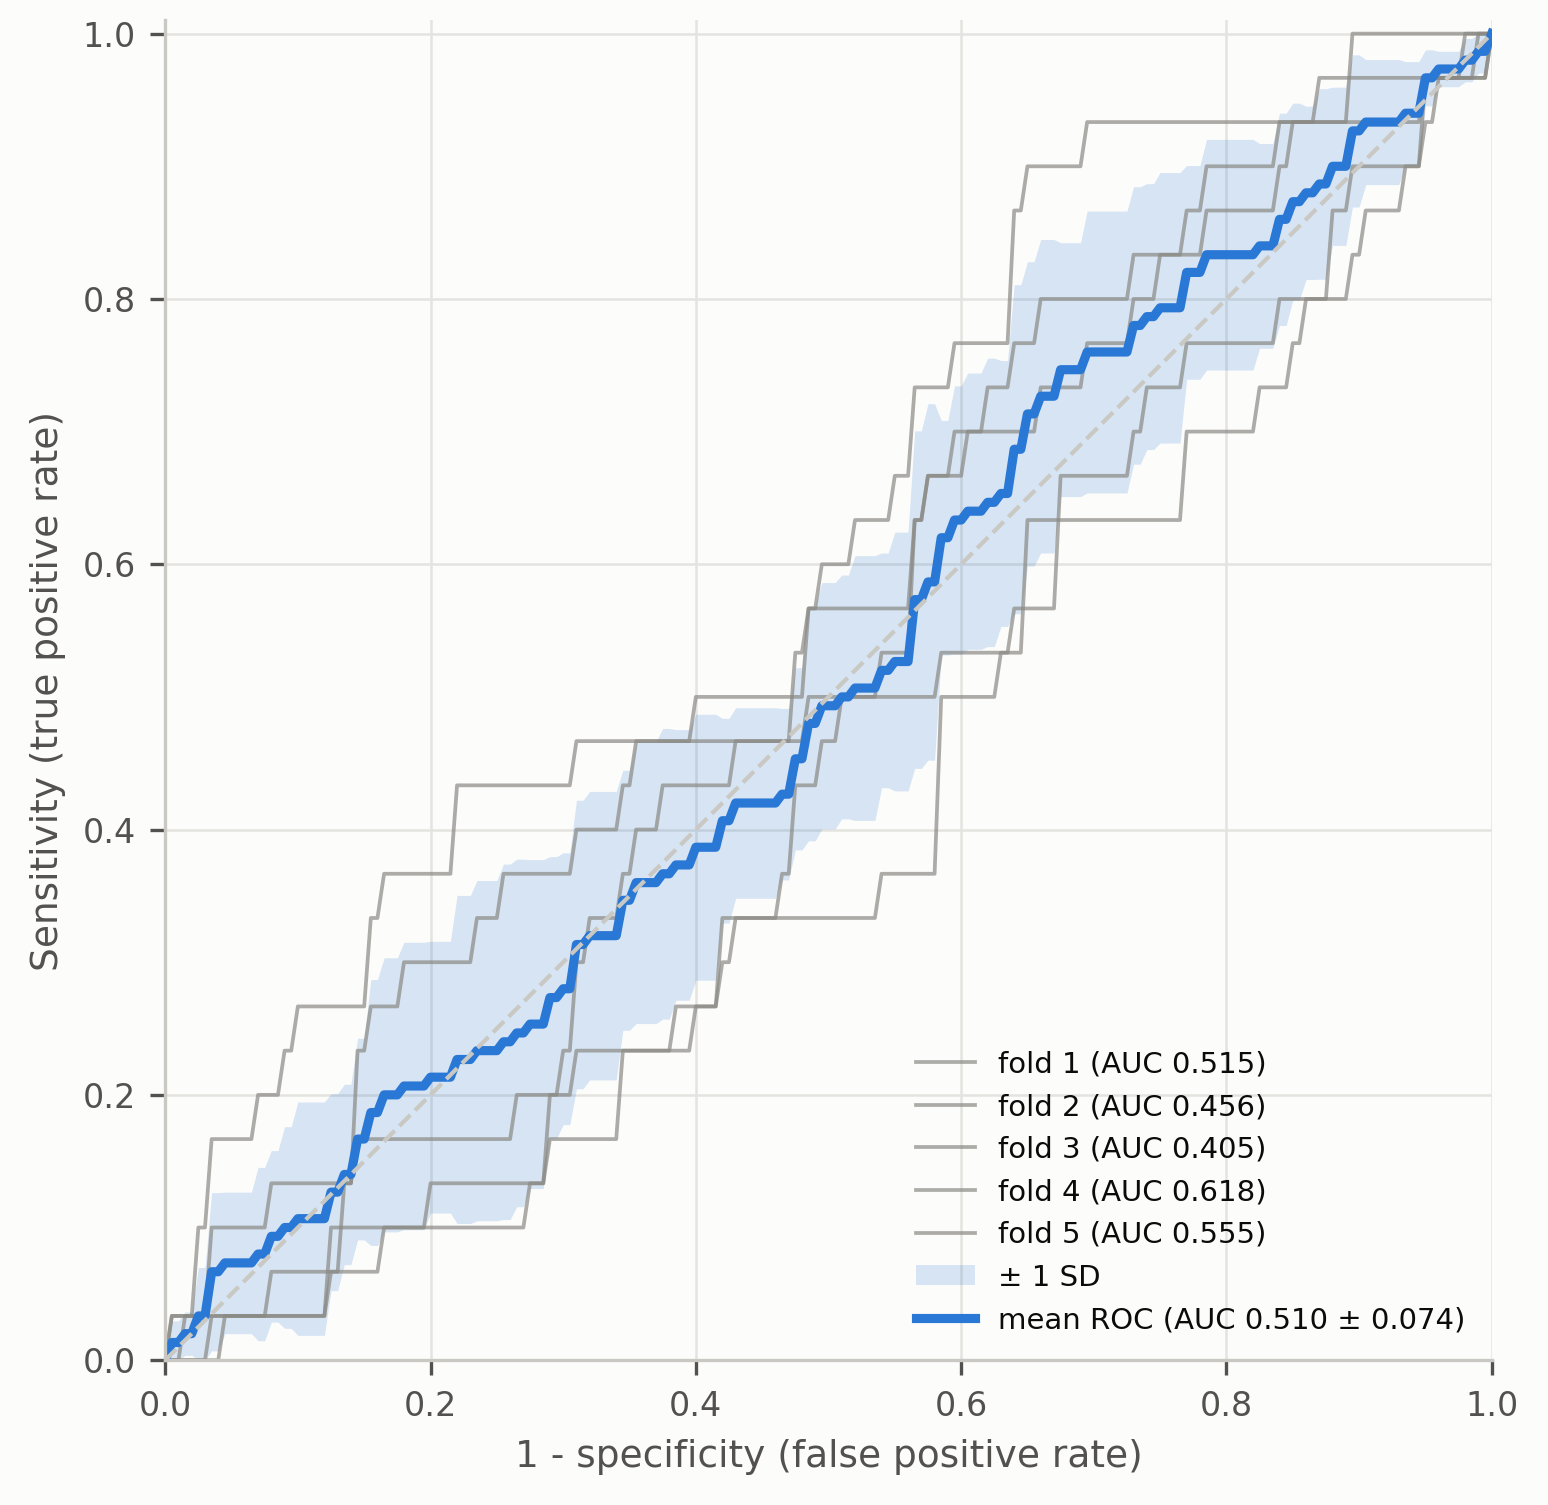 1.0
0.8
0.6
0.4
0.2
0.0
Sensitivity (true positive rate)
fold 1 (AUC 0.515)
fold 2 (AUC 0.456)
fold 3 (AUC 0.405)
fold 4 (AUC 0.618)
fold 5 (AUC 0.555)
± 1 SD
mean ROC (AUC 0.510 ± 0.074)
0.0 0.2 0.4 0.6 0.8 1.0
1 - specificity (false positive rate)